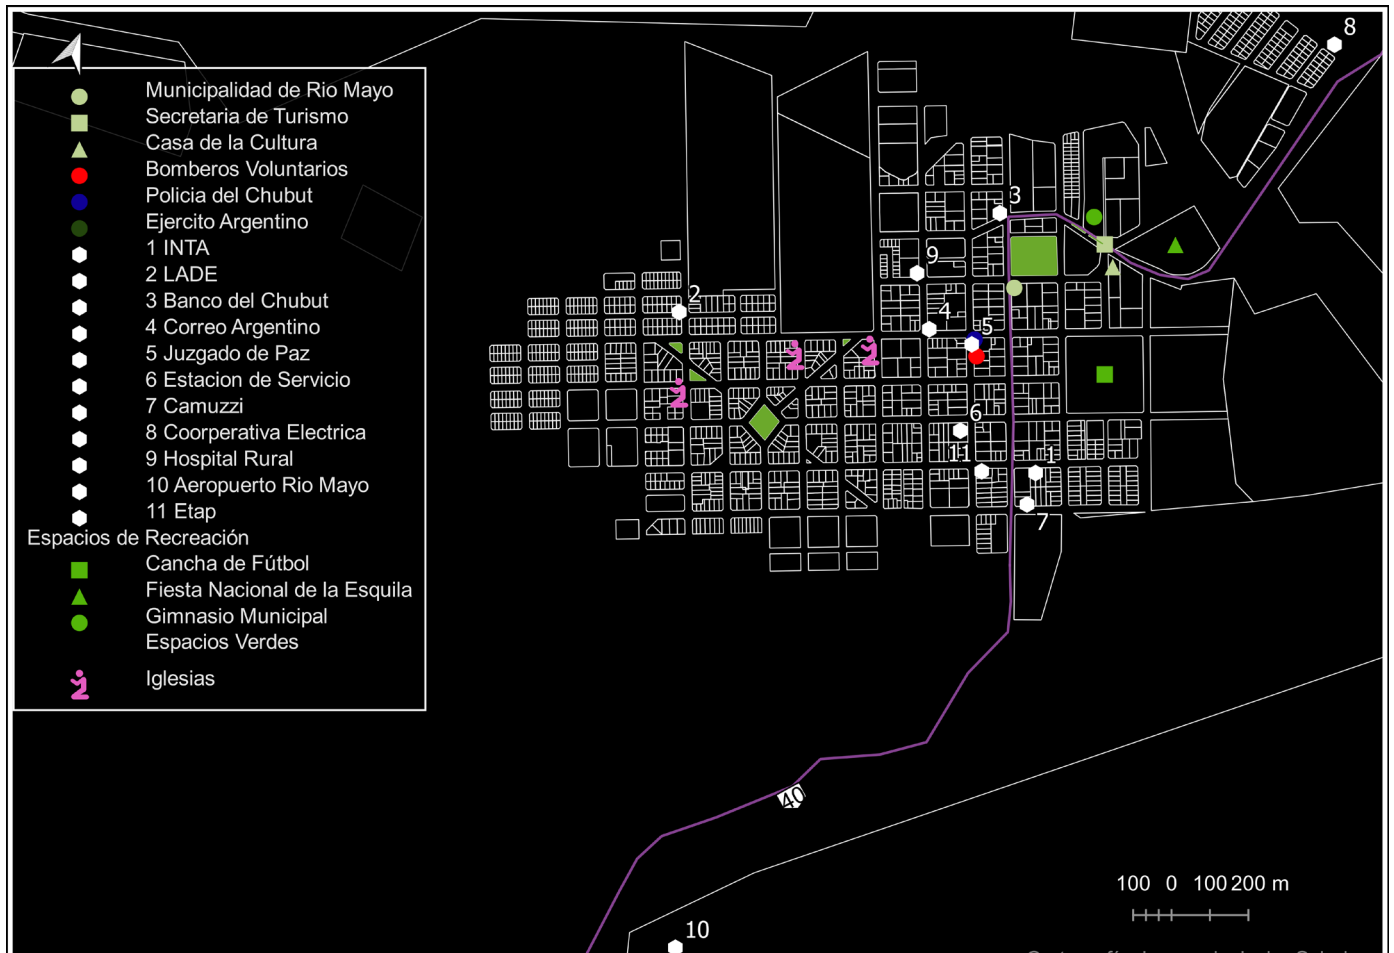 Municipalidad de Rio Mayo
Secretaria de Turismo
Casa de la Cultura
Bomberos Voluntarios
Policia del Chubut
Ejercito Argentino
1 INTA
2 LADE
3 Banco del Chubut
4 Correo Argentino
5 Juzgado de Paz
6 Estacion de Servicio
7 Camuzzi
8 Coorperativa Electrica
9 Hospital Rural
10 Aeropuerto Rio Mayo
11 Etap
Espacios de Recreación
Cancha de Fútbol
Fiesta Nacional de la Esquila
Gimnasio Municipal
Espacios Verdes
Iglesias
8
3
9
2
4
5
6
11
1
7
40
10
100 0 100 200 m